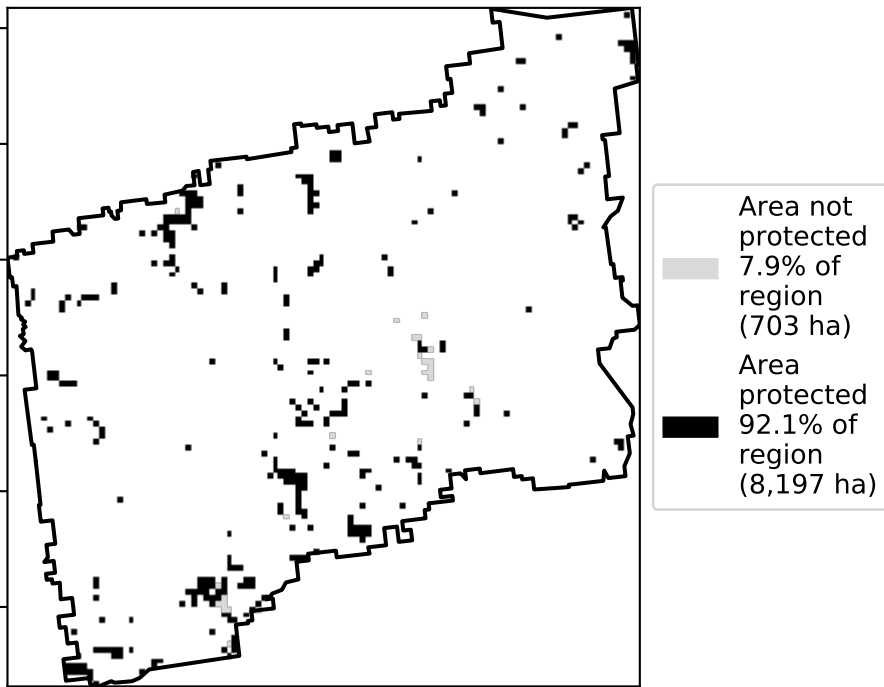 Area not
protected
7.9% of
region
(703 ha)
Area
protected
92.1% of
region
(8,197 ha)